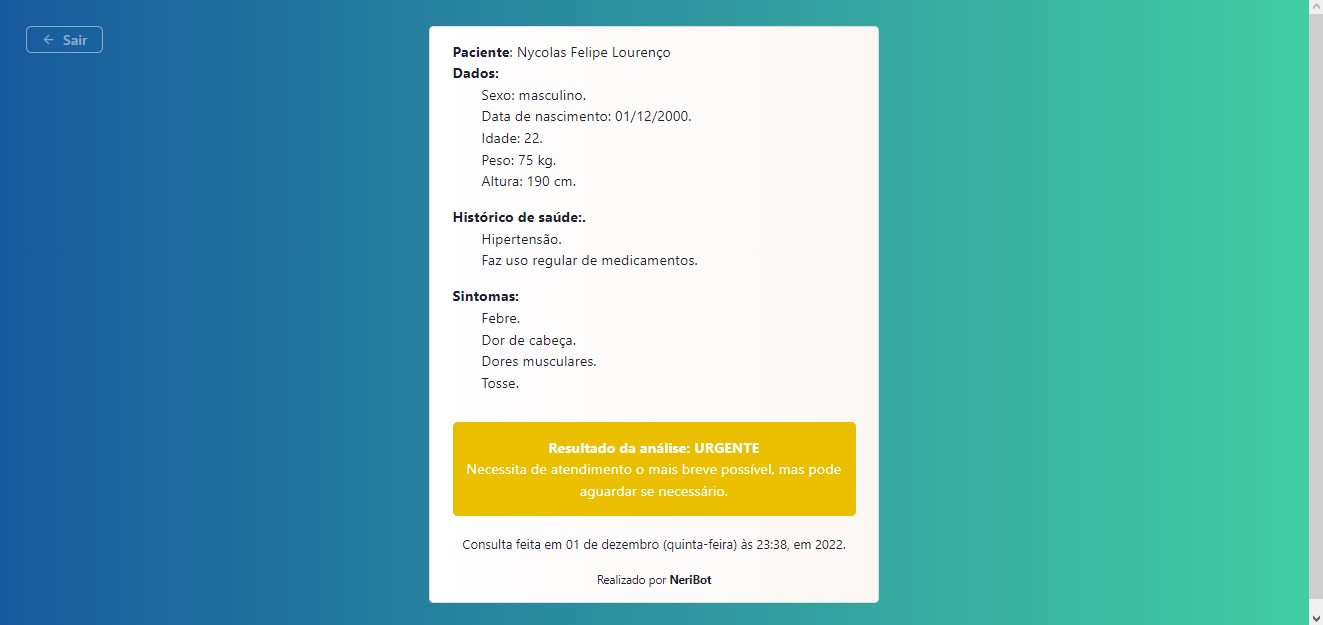 ← Sair
Paciente: Nycolas Felipe Lourenço
Dados:
Sexo: masculino.
Data de nascimento: 01/12/2000.
Idade: 22.
Peso: 75 kg.
Altura: 190 cm.
Histórico de saúde:.
Hipertensão.
Faz uso regular de medicamentos.
Sintomas:
Febre.
Dor de cabeça.
Dores musculares.
Tosse.
Resultado da análise: URGENTE
Necessita de atendimento o mais breve possível, mas pode
aguardar se necessário.
Consulta feita em 01 de dezembro (quinta-feira) às 23:38, em 2022.
Realizado por NeriBot